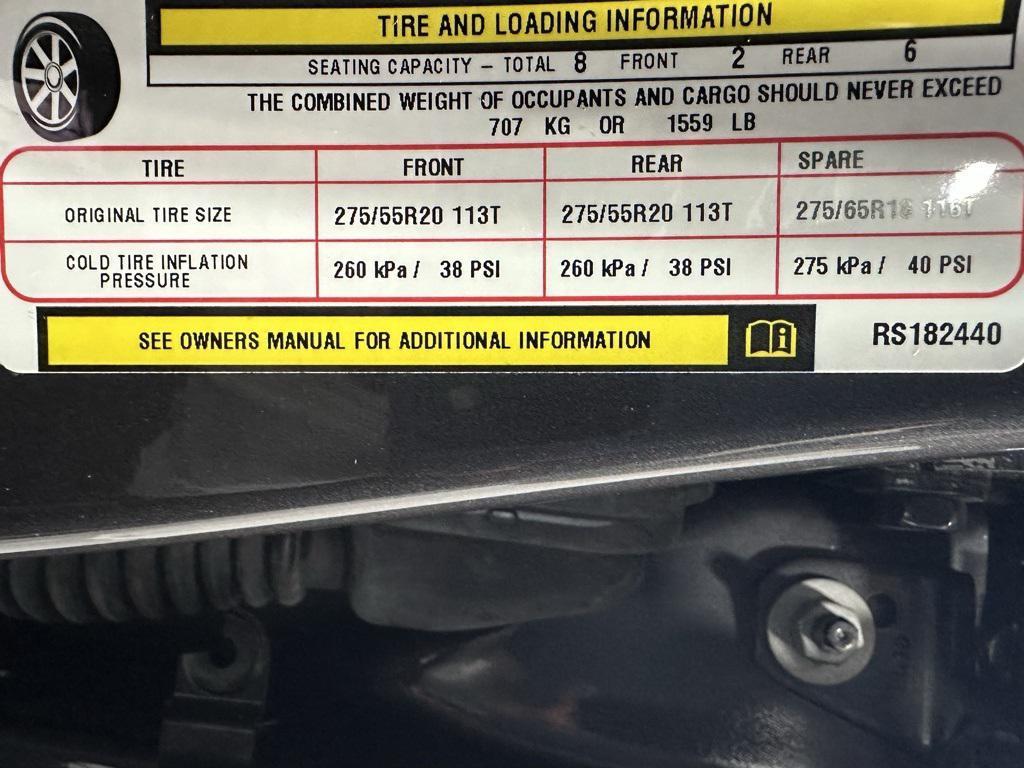 TIRE AND LOADING INFORMATION
SEATING CAPACITY – TOTAL 8 FRONT 2 REAR 6
THE COMBINED WEIGHT OF OCCUPANTS AND CARGO SHOULD NEVER EXCEED
707 KG OR 1559 LB
TIRE FRONT REAR SPARE
ORIGINAL TIRE SIZE 275/55R20 113T 275/55R20 113T 275/65R18 116T
COLD TIRE INFLATION
PRESSURE 260 kPa / 38 PSI 260 kPa / 38 PSI 275 kPa / 40 PSI
SEE OWNERS MANUAL FOR ADDITIONAL INFORMATION
RS182440